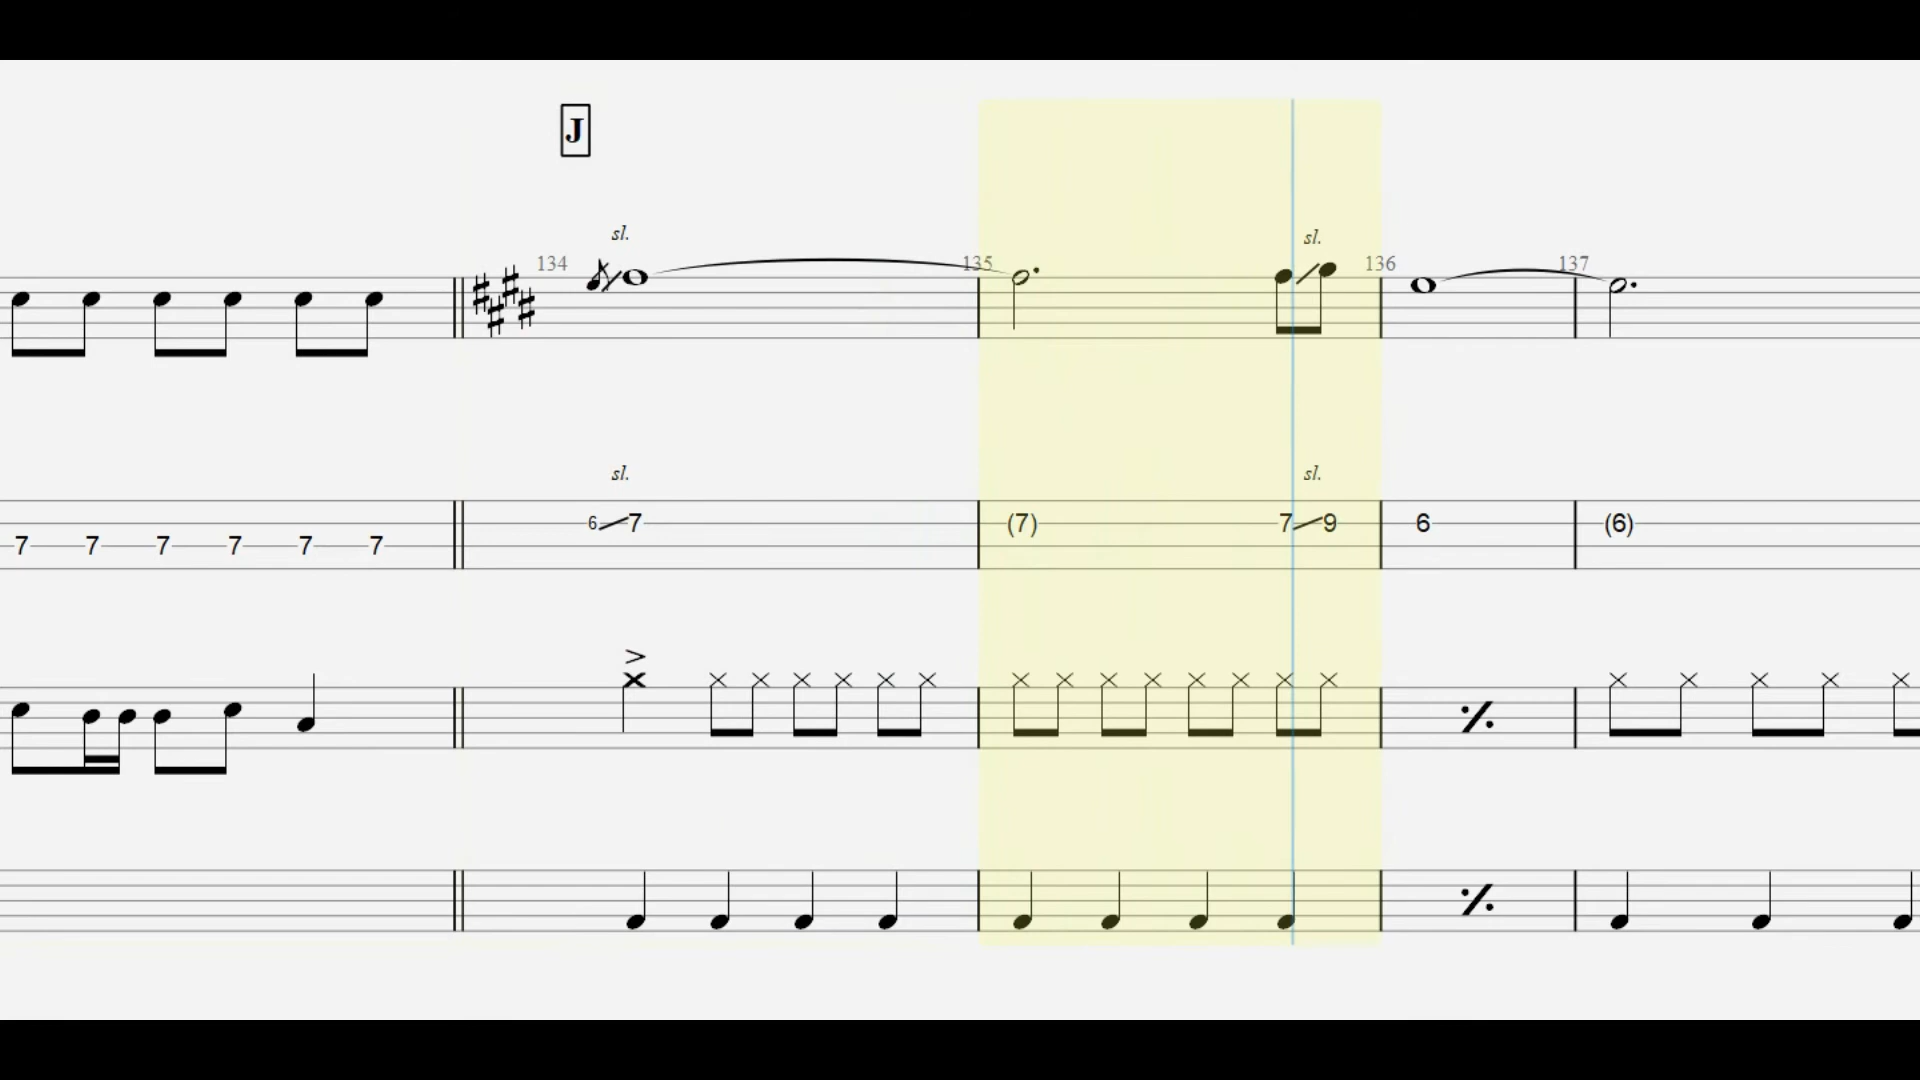 J
sl. sl.
134 135 136 137
sl. sl.
6 7 (7) 7 9 6 (6)
7 7 7 7 7 7